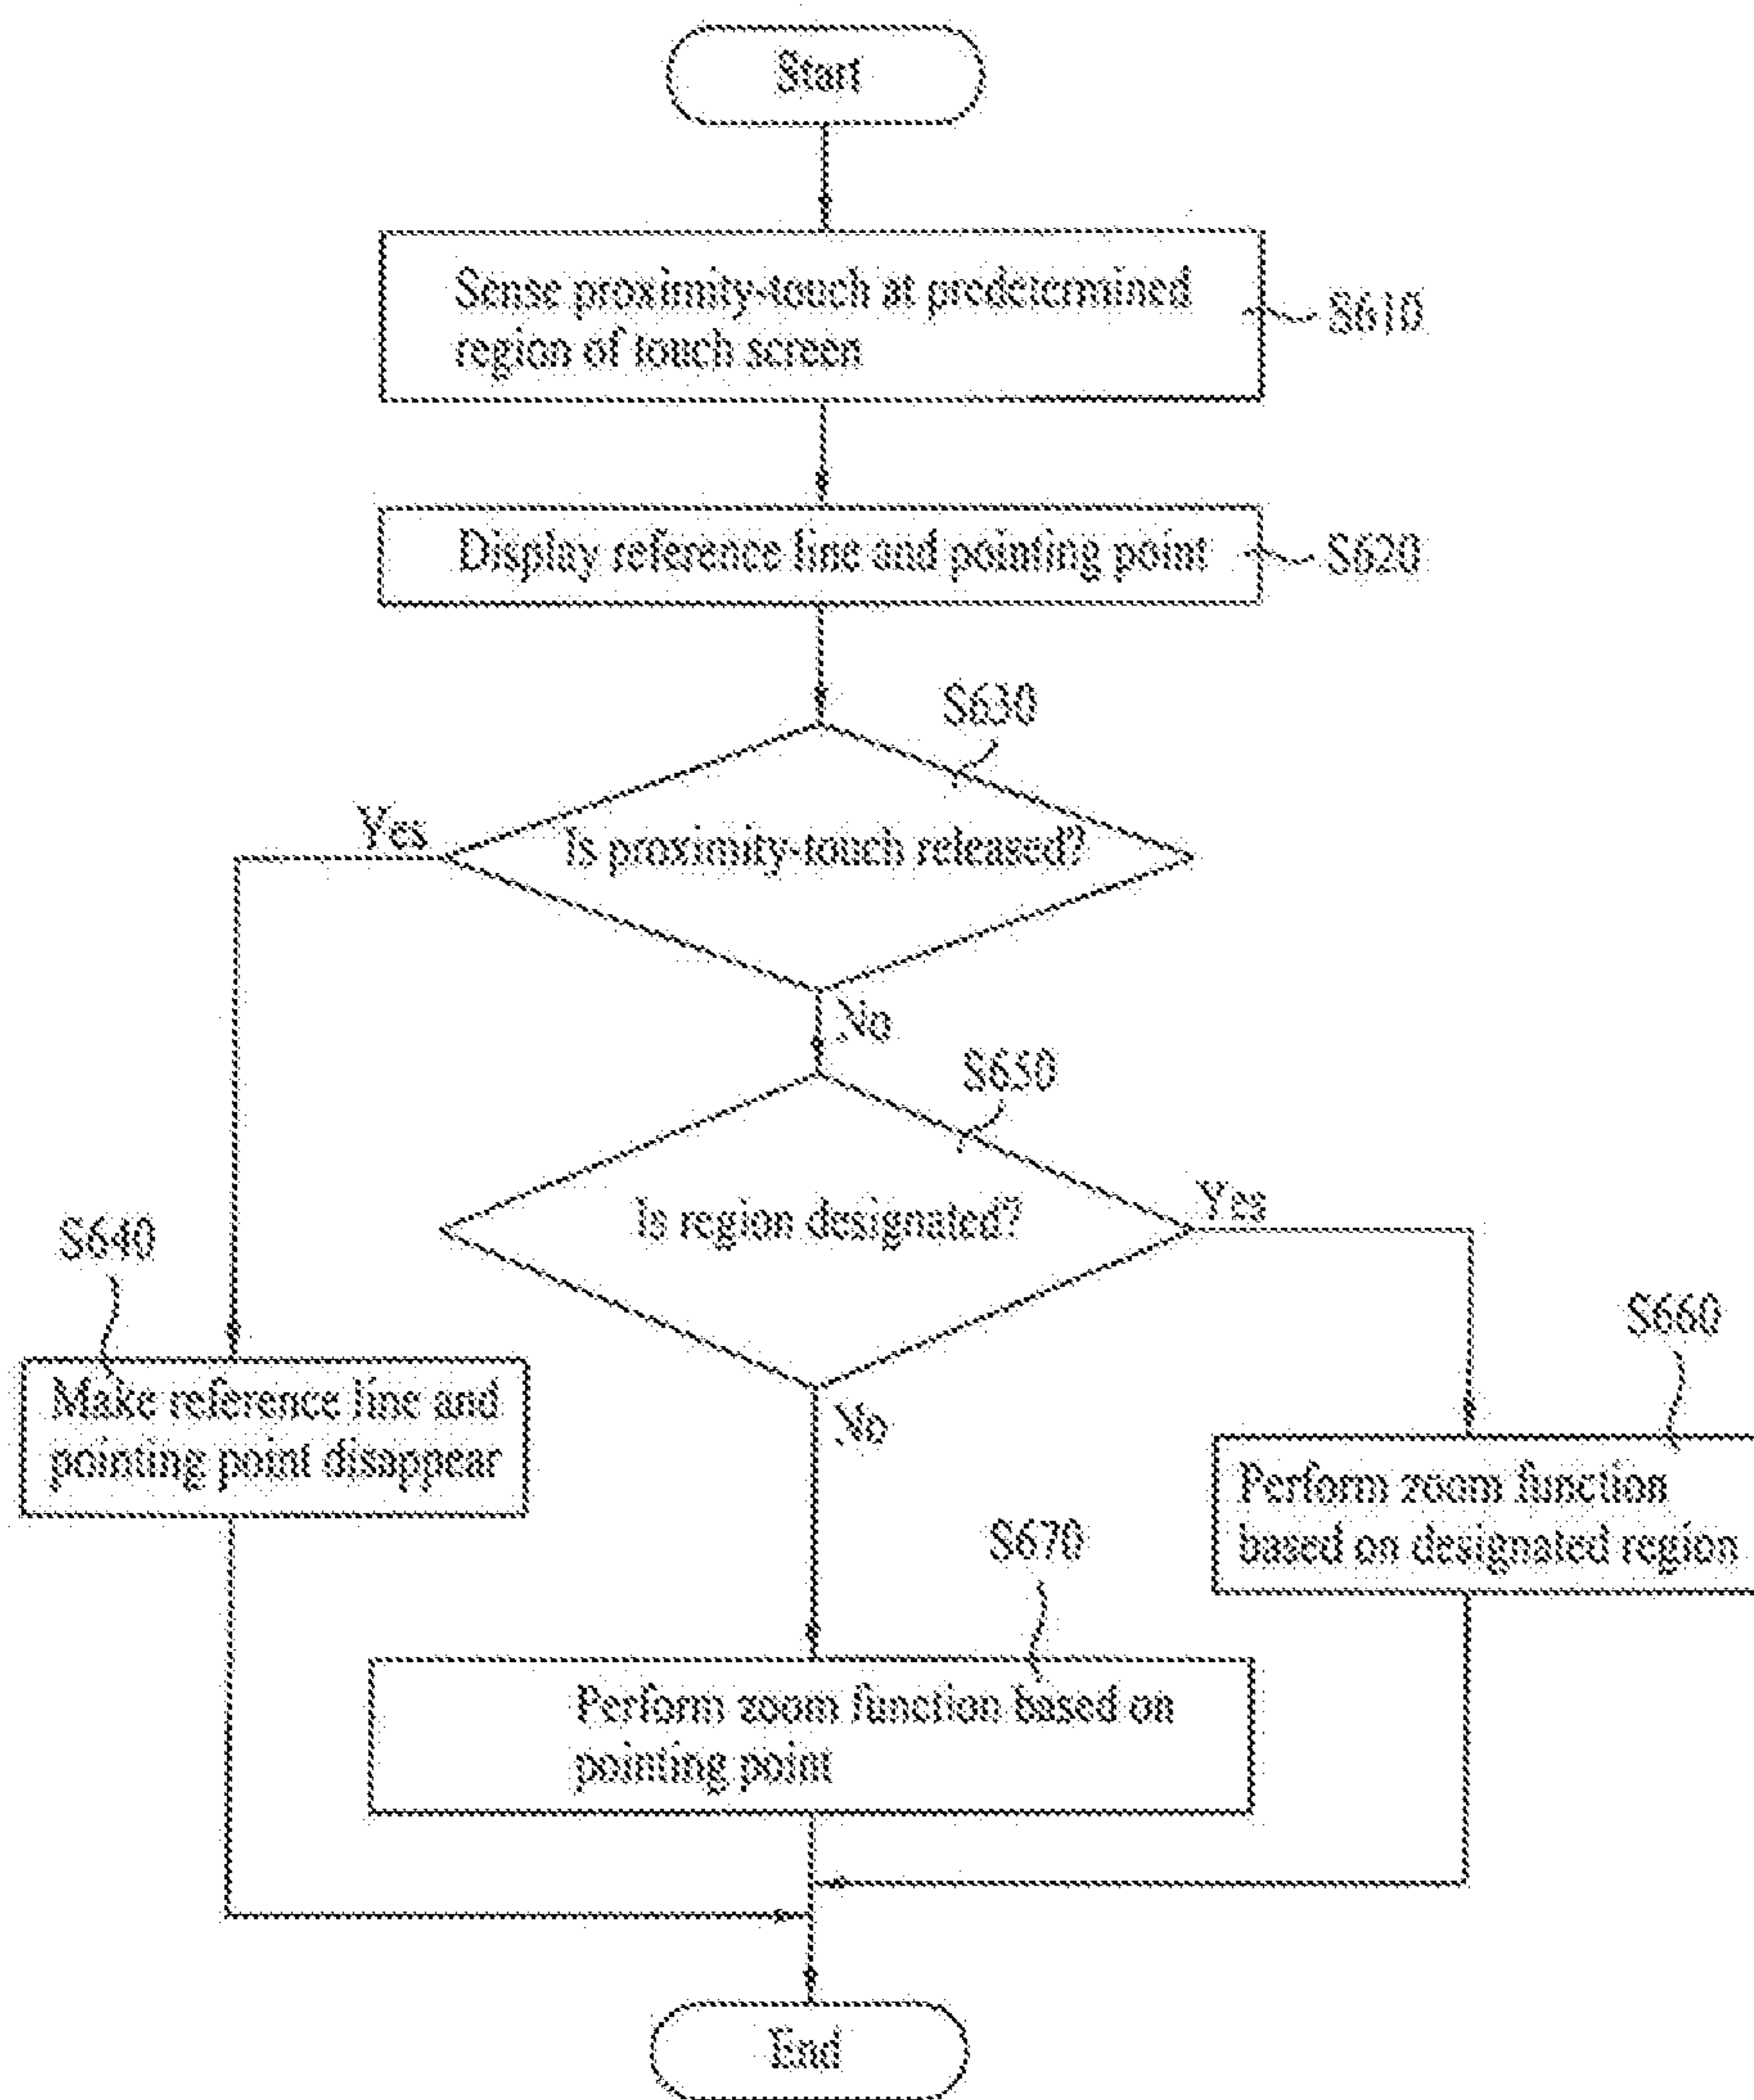 Start
Sense proximity-touch at predetermined
region of touch screen
S610
Display reference line and pointing point
S620
S630
Is proximity-touch released?
Yes
No
S650
Is region designated?
Yes
No
S640
Make reference line and
pointing point disappear
S660
Perform zoom function
based on designated region
S670
Perform zoom function based on
pointing point
End